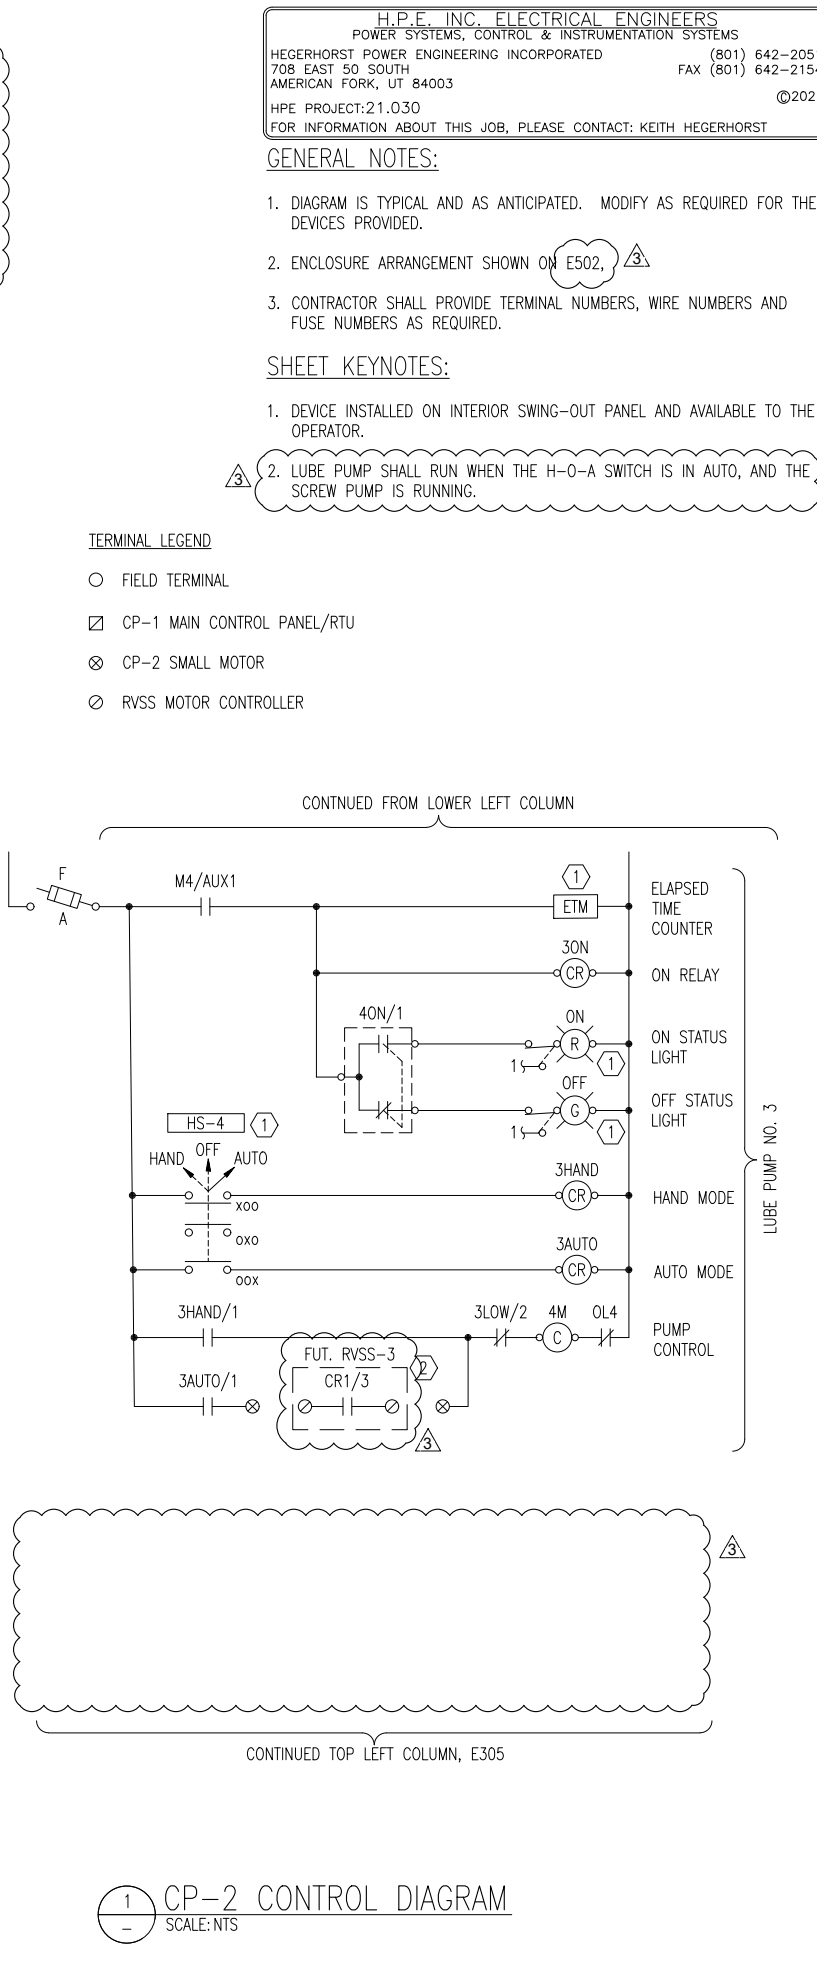 H.P.E. INC. ELECTRICAL ENGINEERS
POWER SYSTEMS, CONTROL & INSTRUMENTATION SYSTEMS
HEGERHORST POWER ENGINEERING INCORPORATED (801) 642-205
708 EAST 50 SOUTH FAX (801) 642-215
AMERICAN FORK, UT 84003
©202
HPE PROJECT:21.030
FOR INFORMATION ABOUT THIS JOB, PLEASE CONTACT: KEITH HEGERHORST
GENERAL NOTES:
1. DIAGRAM IS TYPICAL AND AS ANTICIPATED. MODIFY AS REQUIRED FOR THE
DEVICES PROVIDED.
2. ENCLOSURE ARRANGEMENT SHOWN ON E502, 3
3. CONTRACTOR SHALL PROVIDE TERMINAL NUMBERS, WIRE NUMBERS AND
FUSE NUMBERS AS REQUIRED.
SHEET KEYNOTES:
1. DEVICE INSTALLED ON INTERIOR SWING-OUT PANEL AND AVAILABLE TO THE
OPERATOR.
3 2. LUBE PUMP SHALL RUN WHEN THE H-O-A SWITCH IS IN AUTO, AND THE
SCREW PUMP IS RUNNING.
TERMINAL LEGEND
FIELD TERMINAL
CP-1 MAIN CONTROL PANEL/RTU
CP-2 SMALL MOTOR
RVSS MOTOR CONTROLLER
CONTNUED FROM LOWER LEFT COLUMN
F
A
M4/AUX1
1
ETM
ELAPSED
TIME
COUNTER
3ON
CR
ON RELAY
4ON/1
ON
R
1
1
ON STATUS
LIGHT
OFF
G
1
1
OFF STATUS
LIGHT
LUBE PUMP NO. 3
HS-4 1
HAND OFF AUTO
XOO
3HAND
CR
HAND MODE
OXO
OOX
3AUTO
CR
AUTO MODE
3HAND/1
3LOW/2 4M OL4
C
PUMP
CONTROL
FUT. RVSS-3
2
3AUTO/1
CR1/3
3
3
CONTINUED TOP LEFT COLUMN, E305
1
–
CP-2 CONTROL DIAGRAM
SCALE: NTS